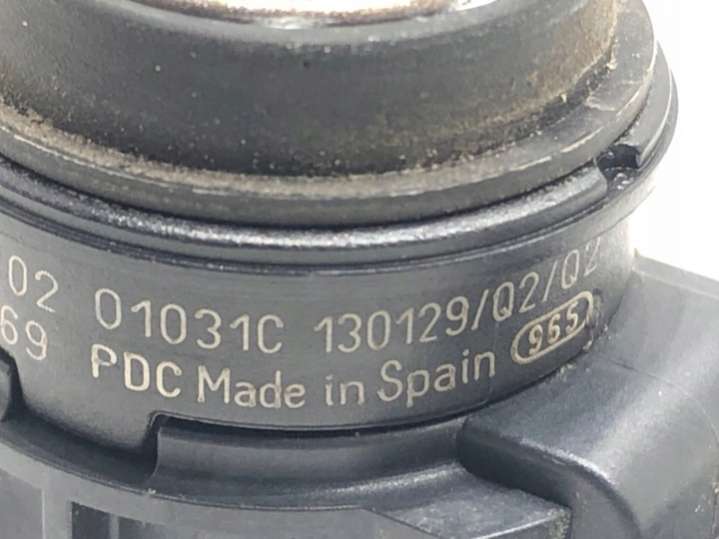 02 01031C 130129/Q2/Q2
69 PDC Made in Spain 965